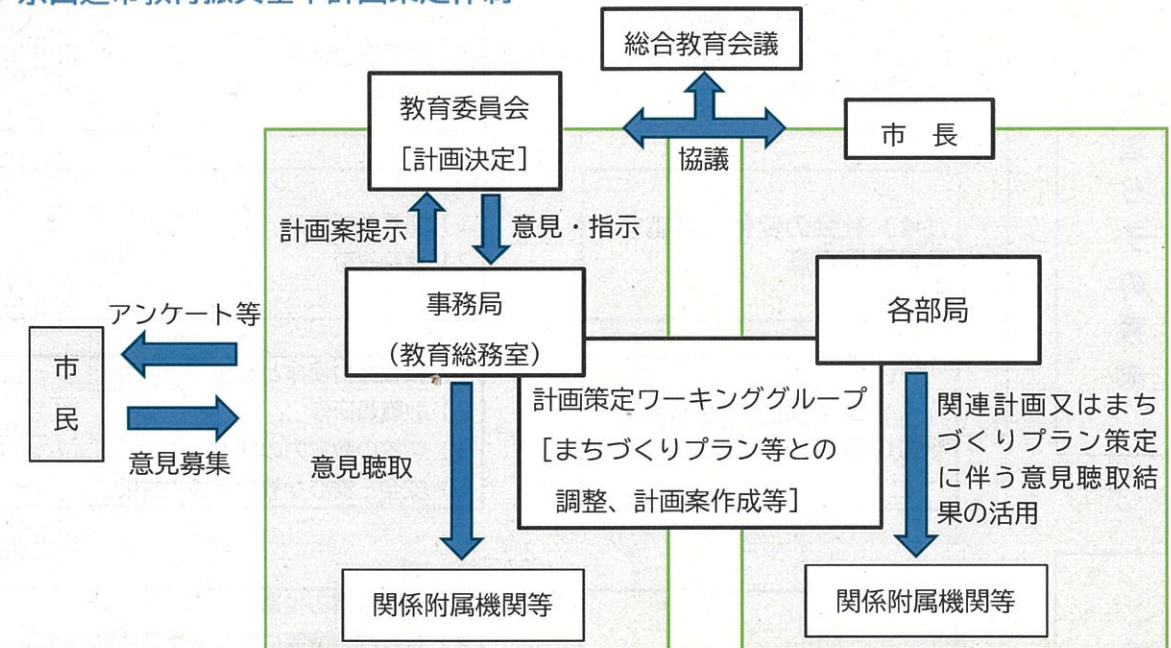 総合教育会議
教育委員会
［計画決定］
市　長
協議
計画案提示
意見・指示
事務局
（教育総務室）
各部局
アンケート等
市
民
意見募集
意見聴取
計画策定ワーキンググループ
［まちづくりプラン等との
調整、計画案作成等］
関連計画又はまち
づくりプラン策定
に伴う意見聴取結
果の活用
関係附属機関等
関係附属機関等